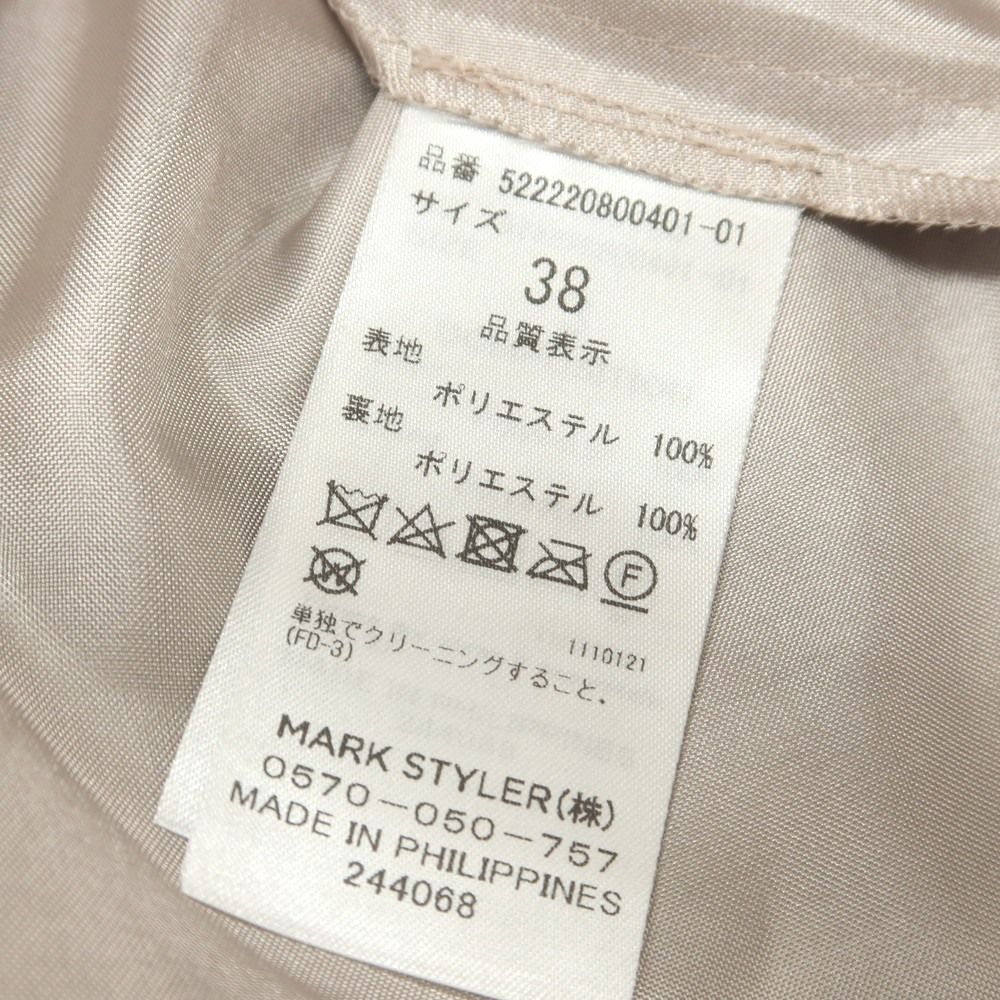 品番 522220800401-01
サイズ
38
品質表示
表地
ポリエステル 100%
裏地
ポリエステル 100%
F
W
単独でクリーニングすること。
(FD-3)
1110121
MARK STYLER(株)
0570-050-757
MADE IN PHILIPPINES
244068